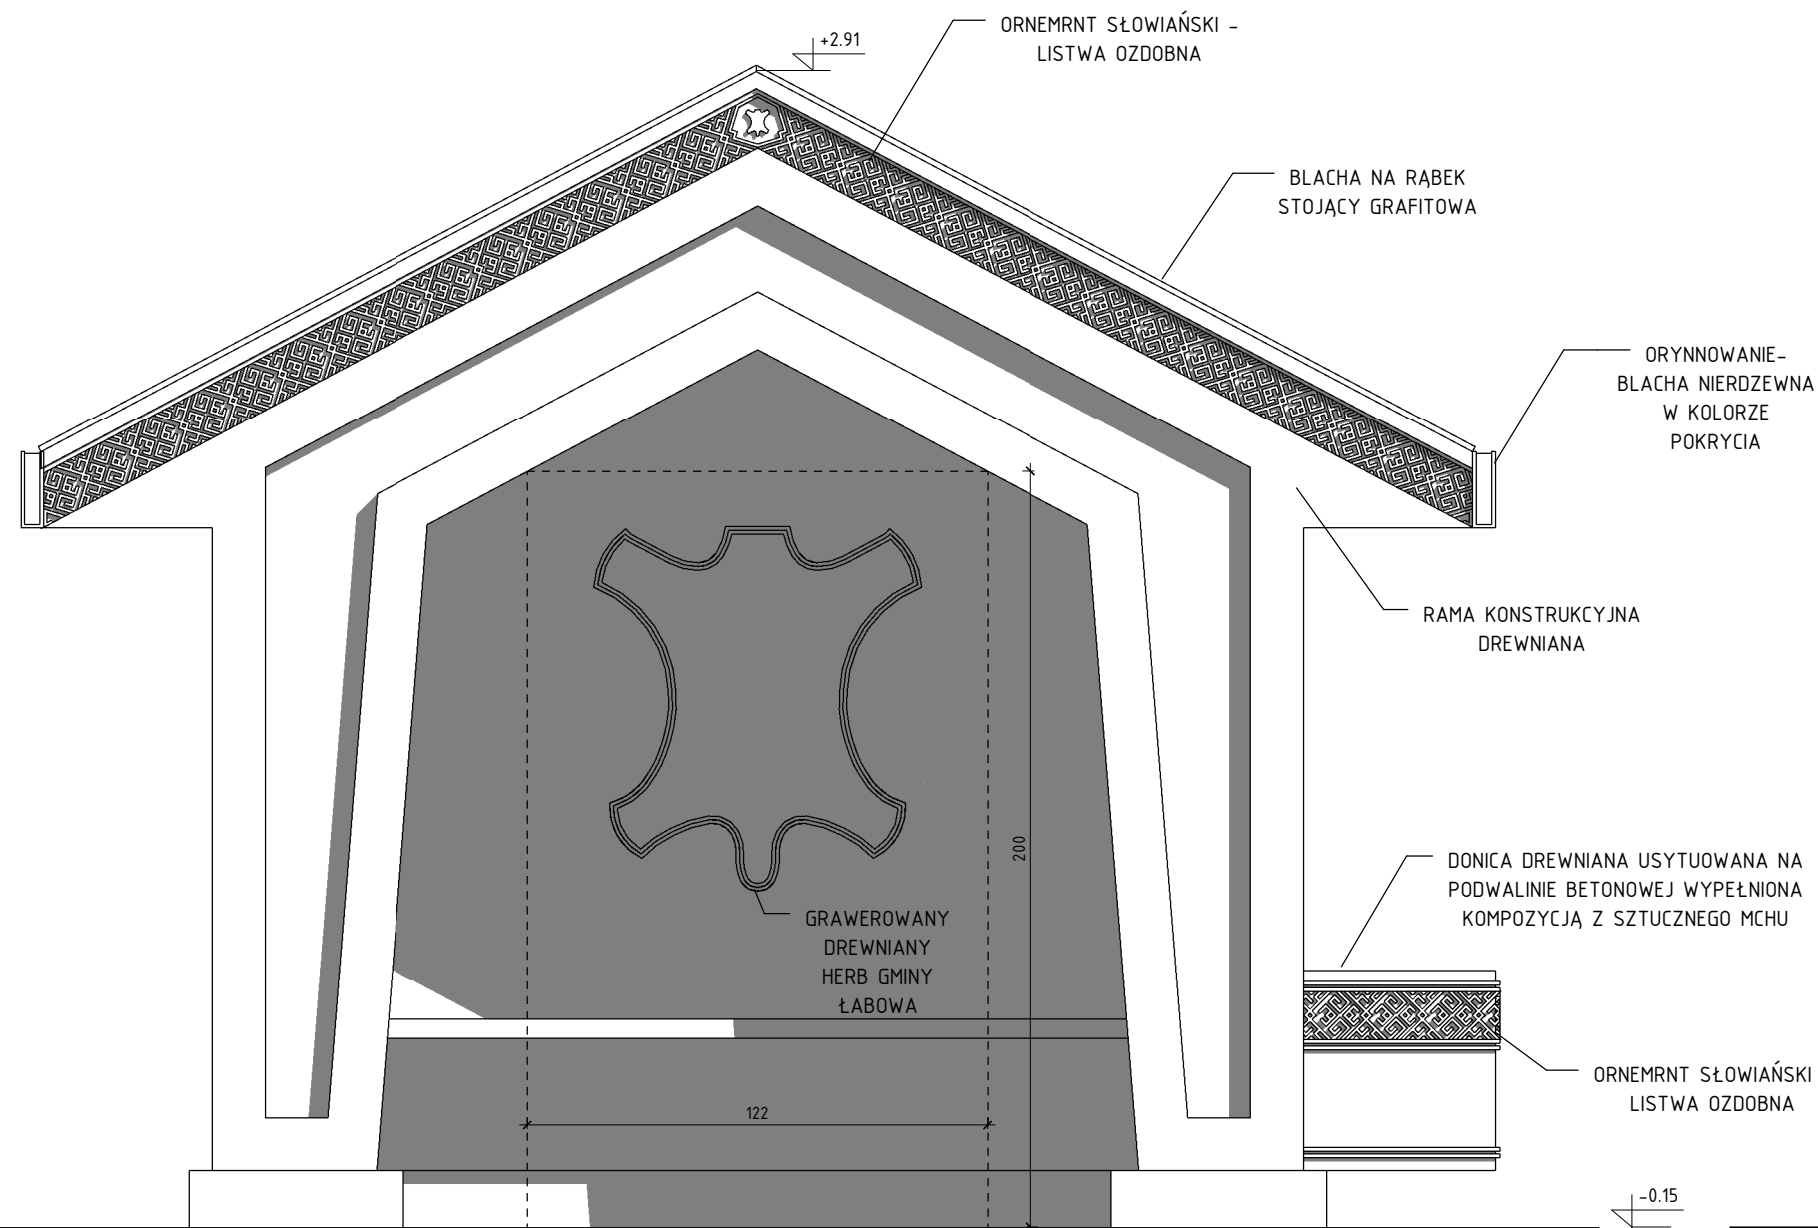 +2.91
ORNEMRNT SŁOWIAŃSKI -
LISTWA OZDOBNA
BLACHA NA RĄBEK
STOJĄCY GRAFITOWA
ORYNNOWANIE-
BLACHA NIERDZEWNA
W KOLORZE
POKRYCIA
RAMA KONSTRUKCYJNA
DREWNIANA
200
DONICA DREWNIANA USYTUOWANA NA
PODWALINIE BETONOWEJ WYPEŁNIONA
KOMPOZYCJĄ Z SZTUCZNEGO MCHU
GRAWEROWANY
DREWNIANY
HERB GMINY
ŁABOWA
ORNEMRNT SŁOWIAŃSKI
LISTWA OZDOBNA
122
-0.15